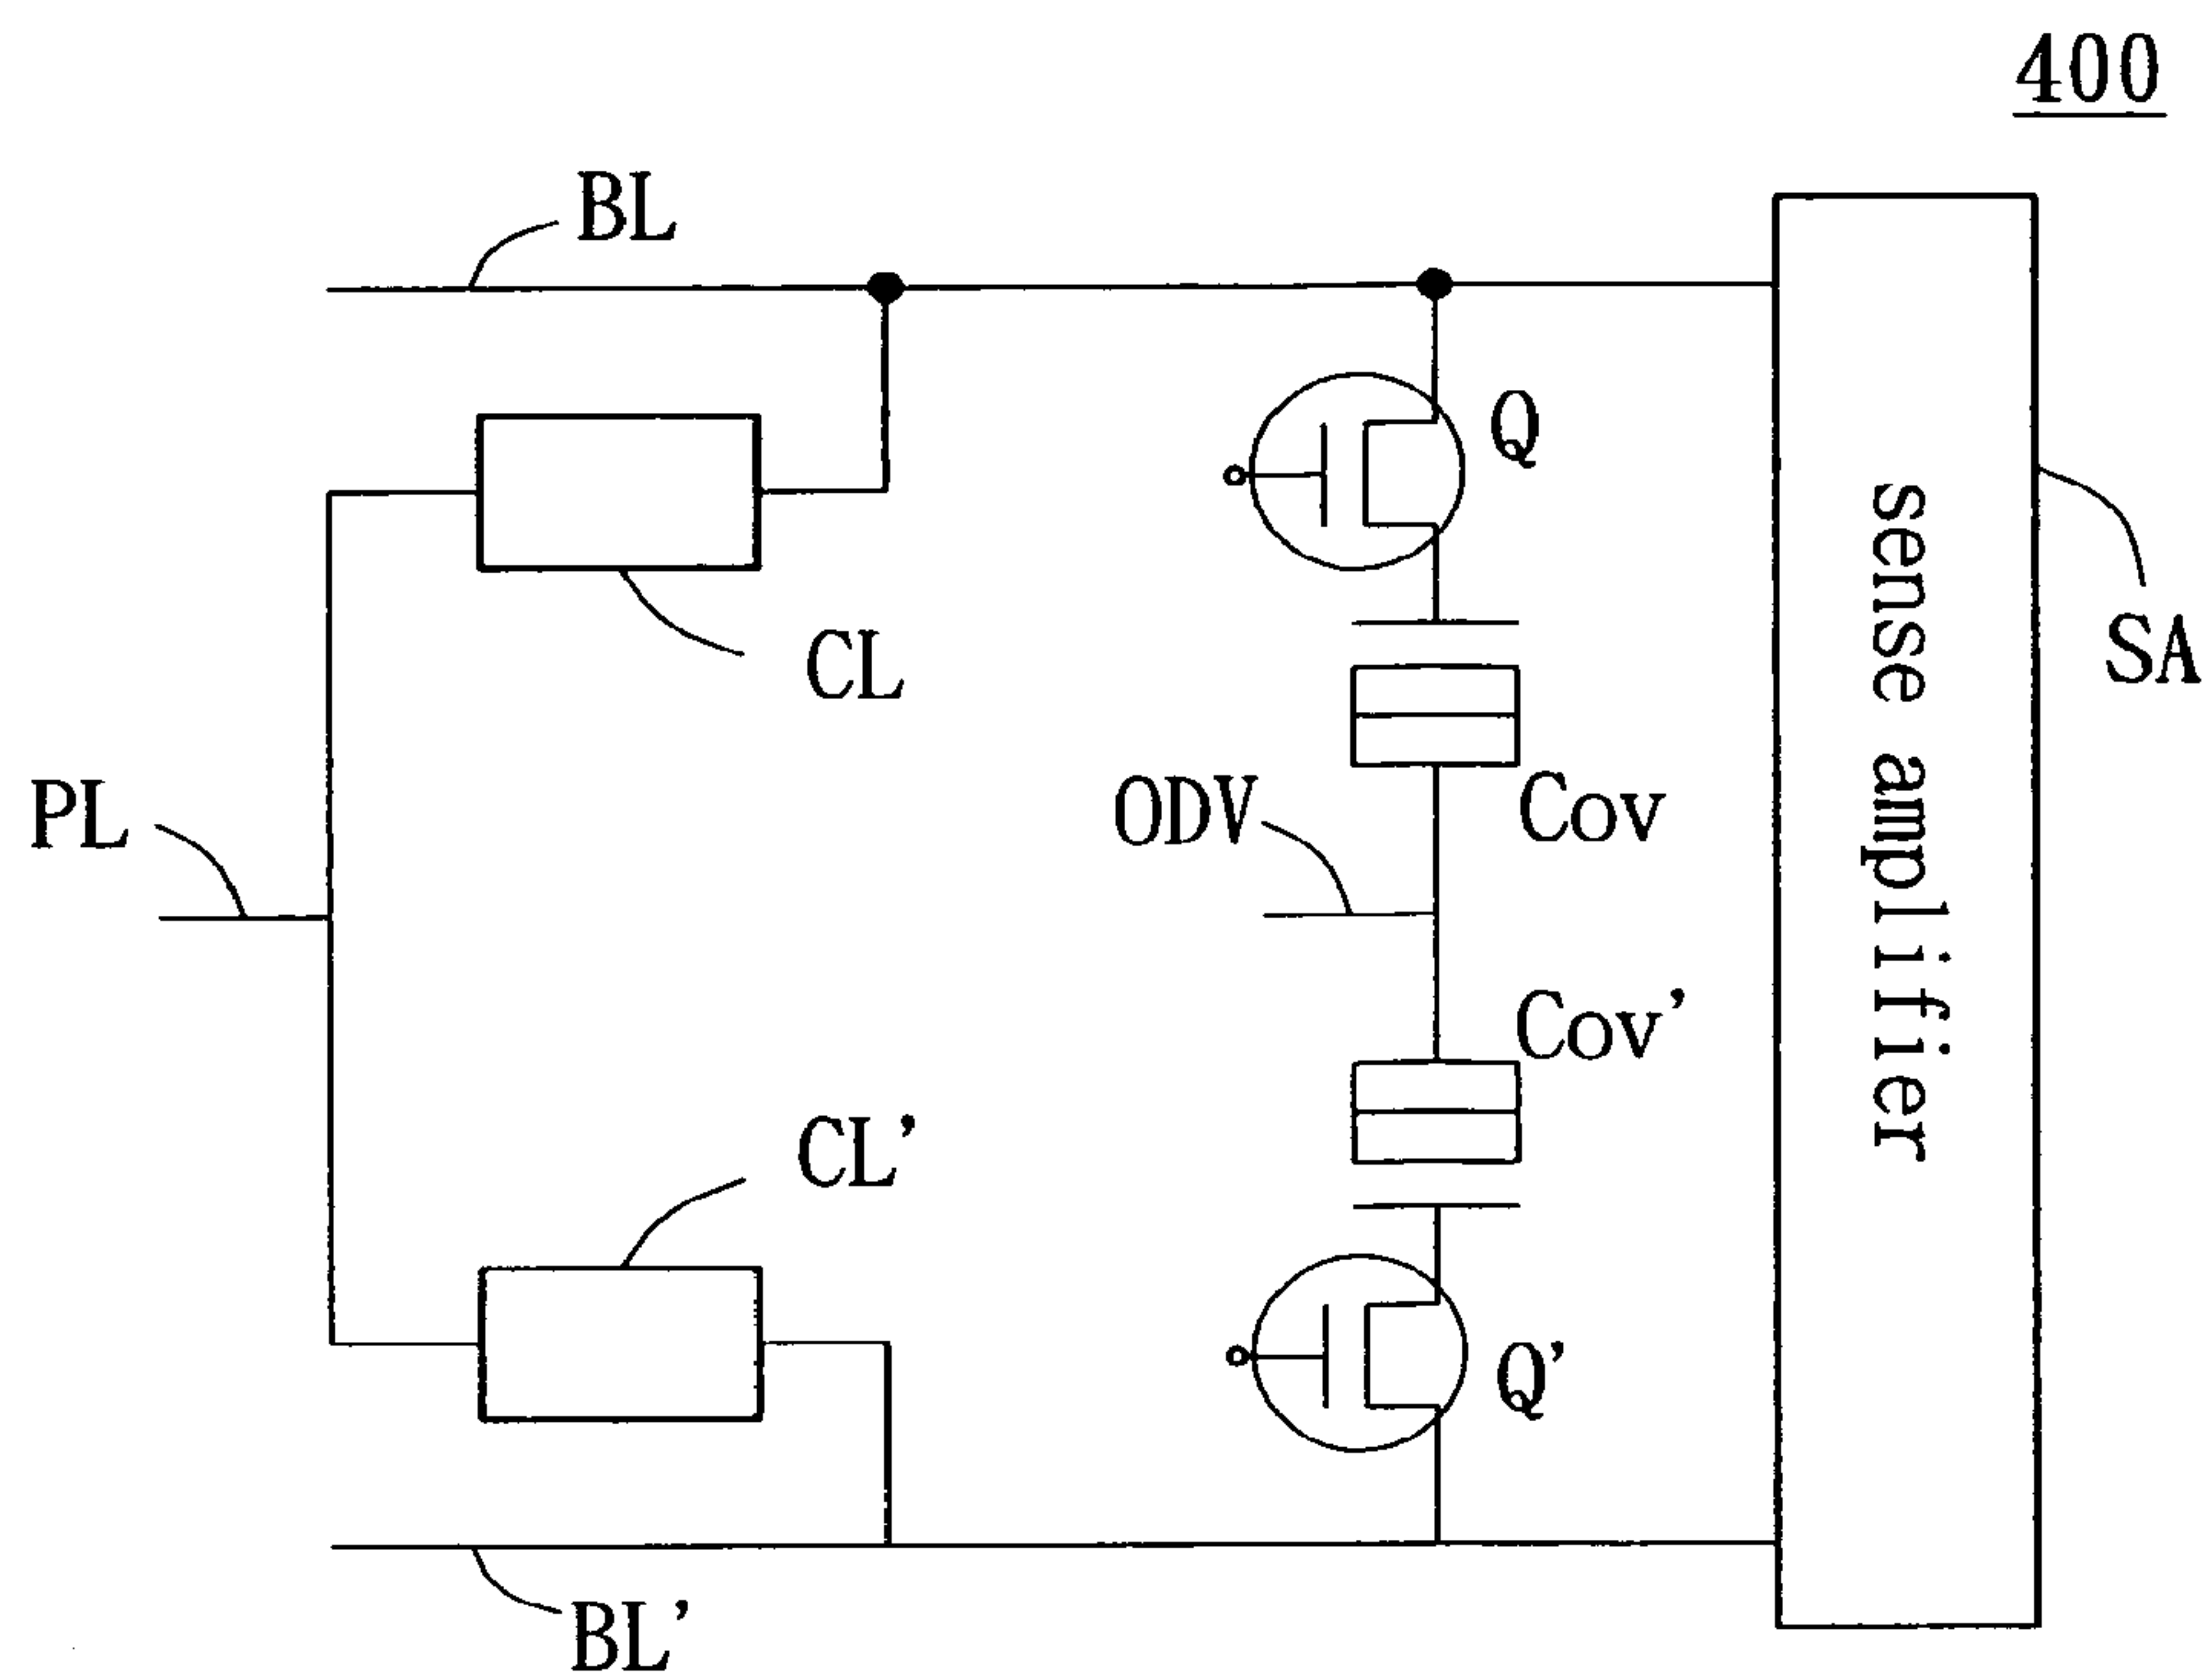 400
BL
Q
CL
SA
sense amplifier
PL
ODV
Cov
Cov'
CL'
Q'
BL'